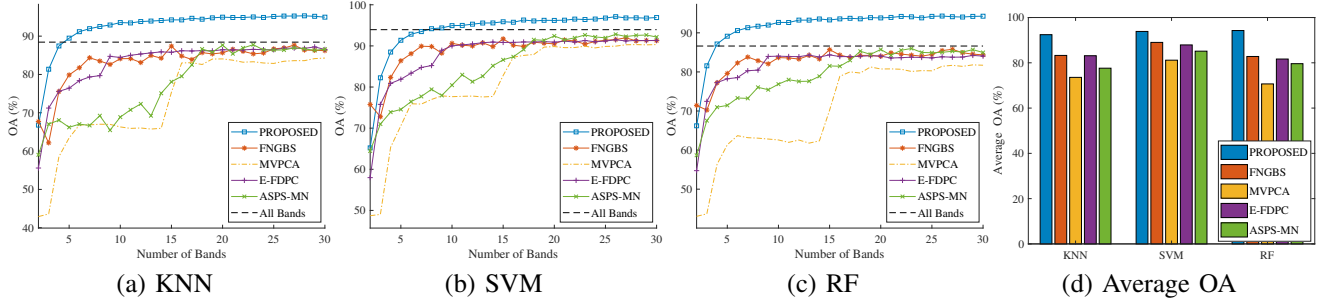 OA (%)
90
80
70
60
50
40
5
10
15
20
25
30
Number of Bands
PROPOSED
FNGBS
MVPCA
E-FDPC
ASPS-MN
All Bands
(a) KNN
OA (%)
100
90
80
70
60
50
5
10
15
20
25
30
Number of Bands
PROPOSED
FNGBS
MVPCA
E-FDPC
ASPS-MN
All Bands
(b) SVM
OA (%)
90
80
70
60
50
5
10
15
20
25
30
Number of Bands
PROPOSED
FNGBS
MVPCA
E-FDPC
ASPS-MN
All Bands
(c) RF
Average OA (%)
100
80
60
40
20
0
KNN
SVM
RF
PROPOSED
FNGBS
MVPCA
E-FDPC
ASPS-MN
(d) Average OA